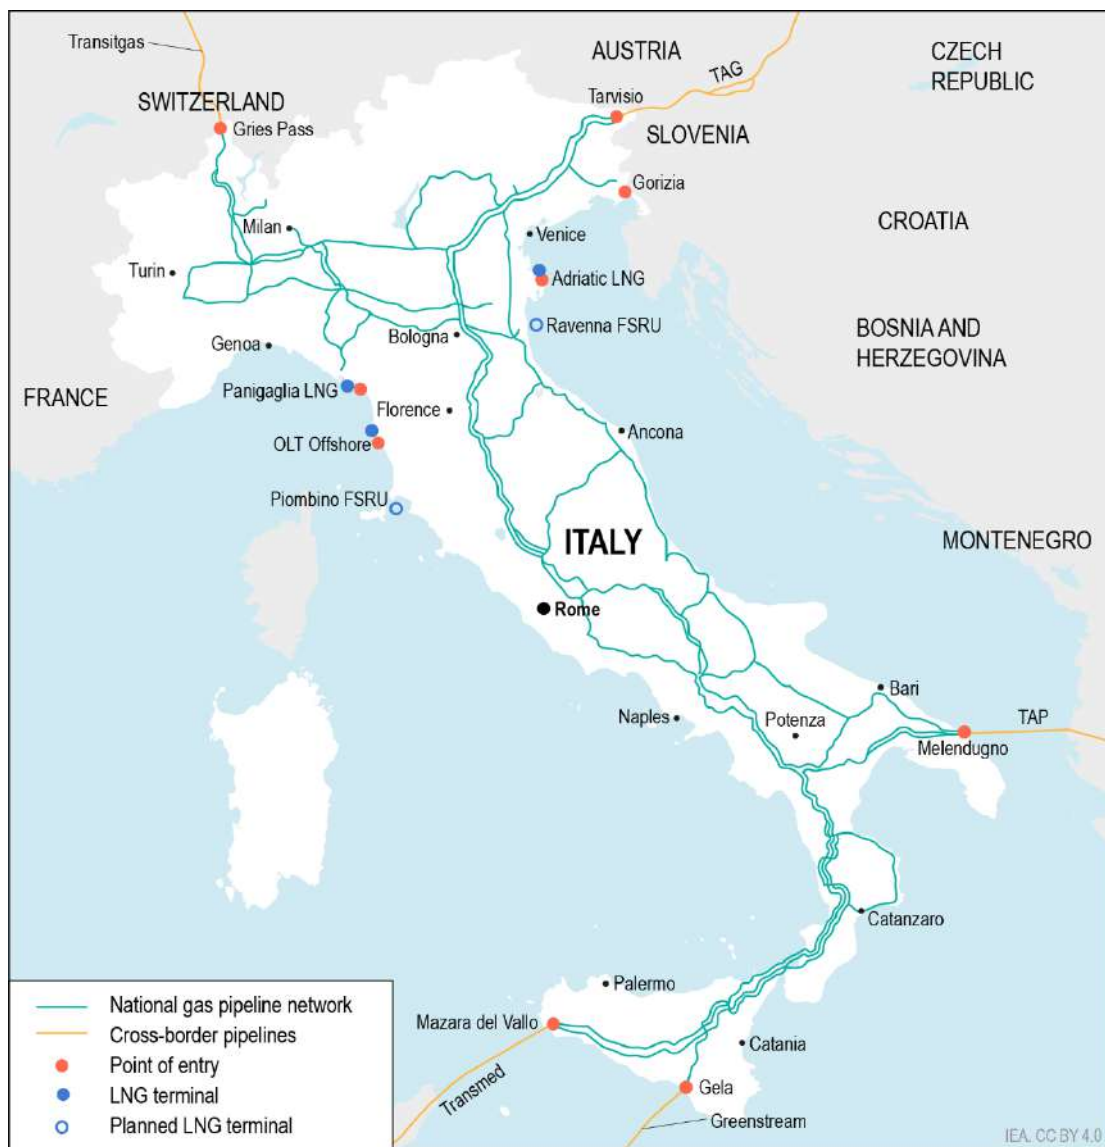 Transitgas
AUSTRIA
CZECH
REPUBLIC
TAG
SWITZERLAND
Tarvisio
Gries Pass
SLOVENIA
Gorizia
Milan
Venice
CROATIA
Turin
Adriatic LNG
Ravenna FSRU
Bologna
Genoa
BOSNIA AND
HERZEGOVINA
FRANCE
Panigaglia LNG
Florence
Ancona
OLT Offshore
Piombino FSRU
ITALY
MONTENEGRO
Rome
Bari
Naples
Potenza
TAP
Melendugno
Catanzaro
Palermo
Mazara del Vallo
Catania
Transmed
Gela
Greenstream
National gas pipeline network
Cross-border pipelines
Point of entry
LNG terminal
Planned LNG terminal
IEA. CC BY 4.0